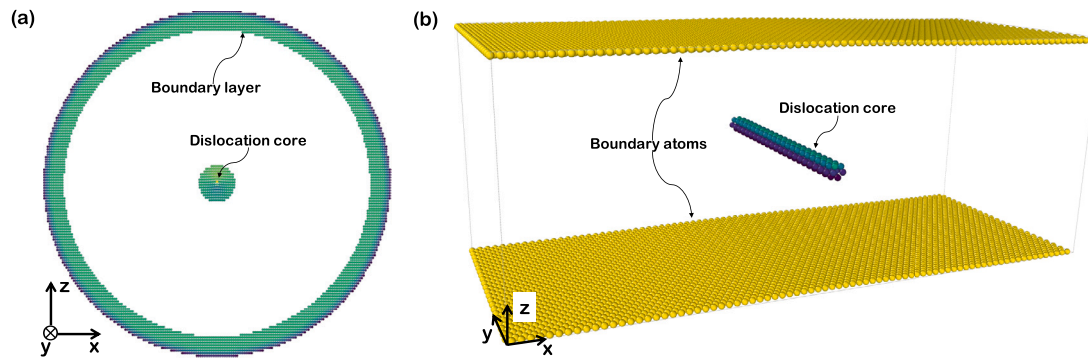 (a)
Boundary layer
Dislocation core
z
y
x
(b)
Dislocation core
Boundary atoms
z
y
x